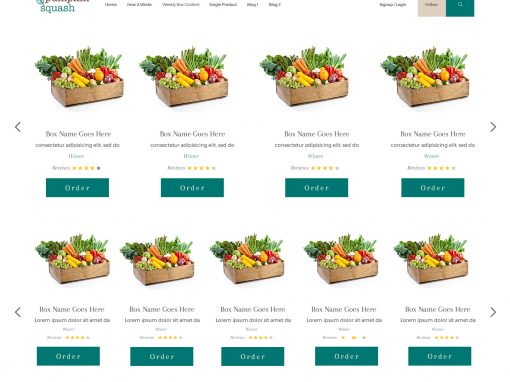 pumpkin
squash
Home How it Works Weekly Box Content Single Product Blog 1 Blog 2 Signup | Login Follow
Box Name Goes Here Box Name Goes Here Box Name Goes Here Box Name Goes Here
consectetur adipisicing elit, sed do consectetur adipisicing elit, sed do consectetur adipisicing elit, sed do consectetur adipisicing elit, sed do
Winter Winter Winter Winter
Reviews Reviews Reviews Reviews
Order Order Order Order
Box Name Goes Here Box Name Goes Here Box Name Goes Here Box Name Goes Here Box Name Goes Here
Lorem ipsum dolor sit amet da Lorem ipsum dolor sit amet da Lorem ipsum dolor sit amet da Lorem ipsum dolor sit amet da Lorem ipsum dolor sit amet da
Winter Winter Winter Winter Winter
Reviews Reviews Reviews Reviews Reviews
Order Order Order Order Order